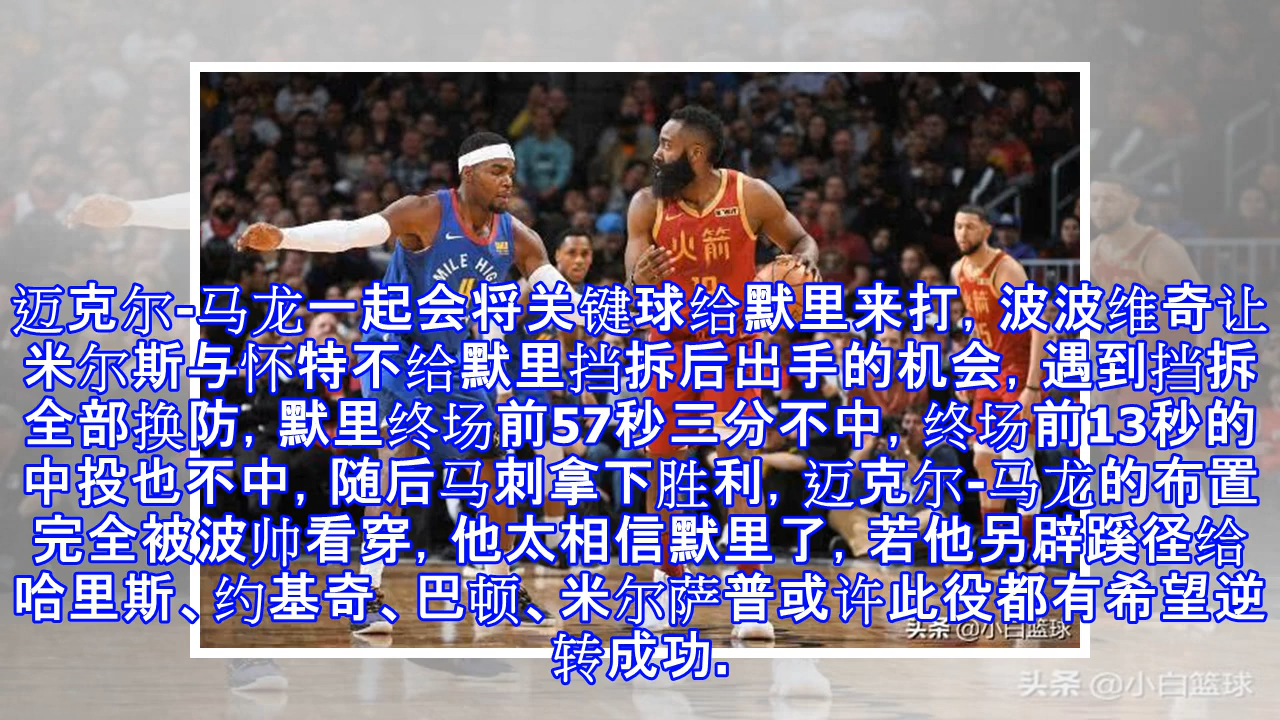 MILE HIGH
火箭
13
迈克尔-马龙一起会将关键球给默里来打, 波波维奇让
米尔斯与怀特不给默里挡拆后出手的机会, 遇到挡拆
全部换防, 默里终场前57秒三分不中, 终场前13秒的
中投也不中, 随后马刺拿下胜利, 迈克尔-马龙的布置
完全被波帅看穿, 他太相信默里了, 若他另辟蹊径给
哈里斯、约基奇、巴顿、米尔萨普或许此役都有希望逆
转成功.
头条 @小白篮球
头条 @小白篮球